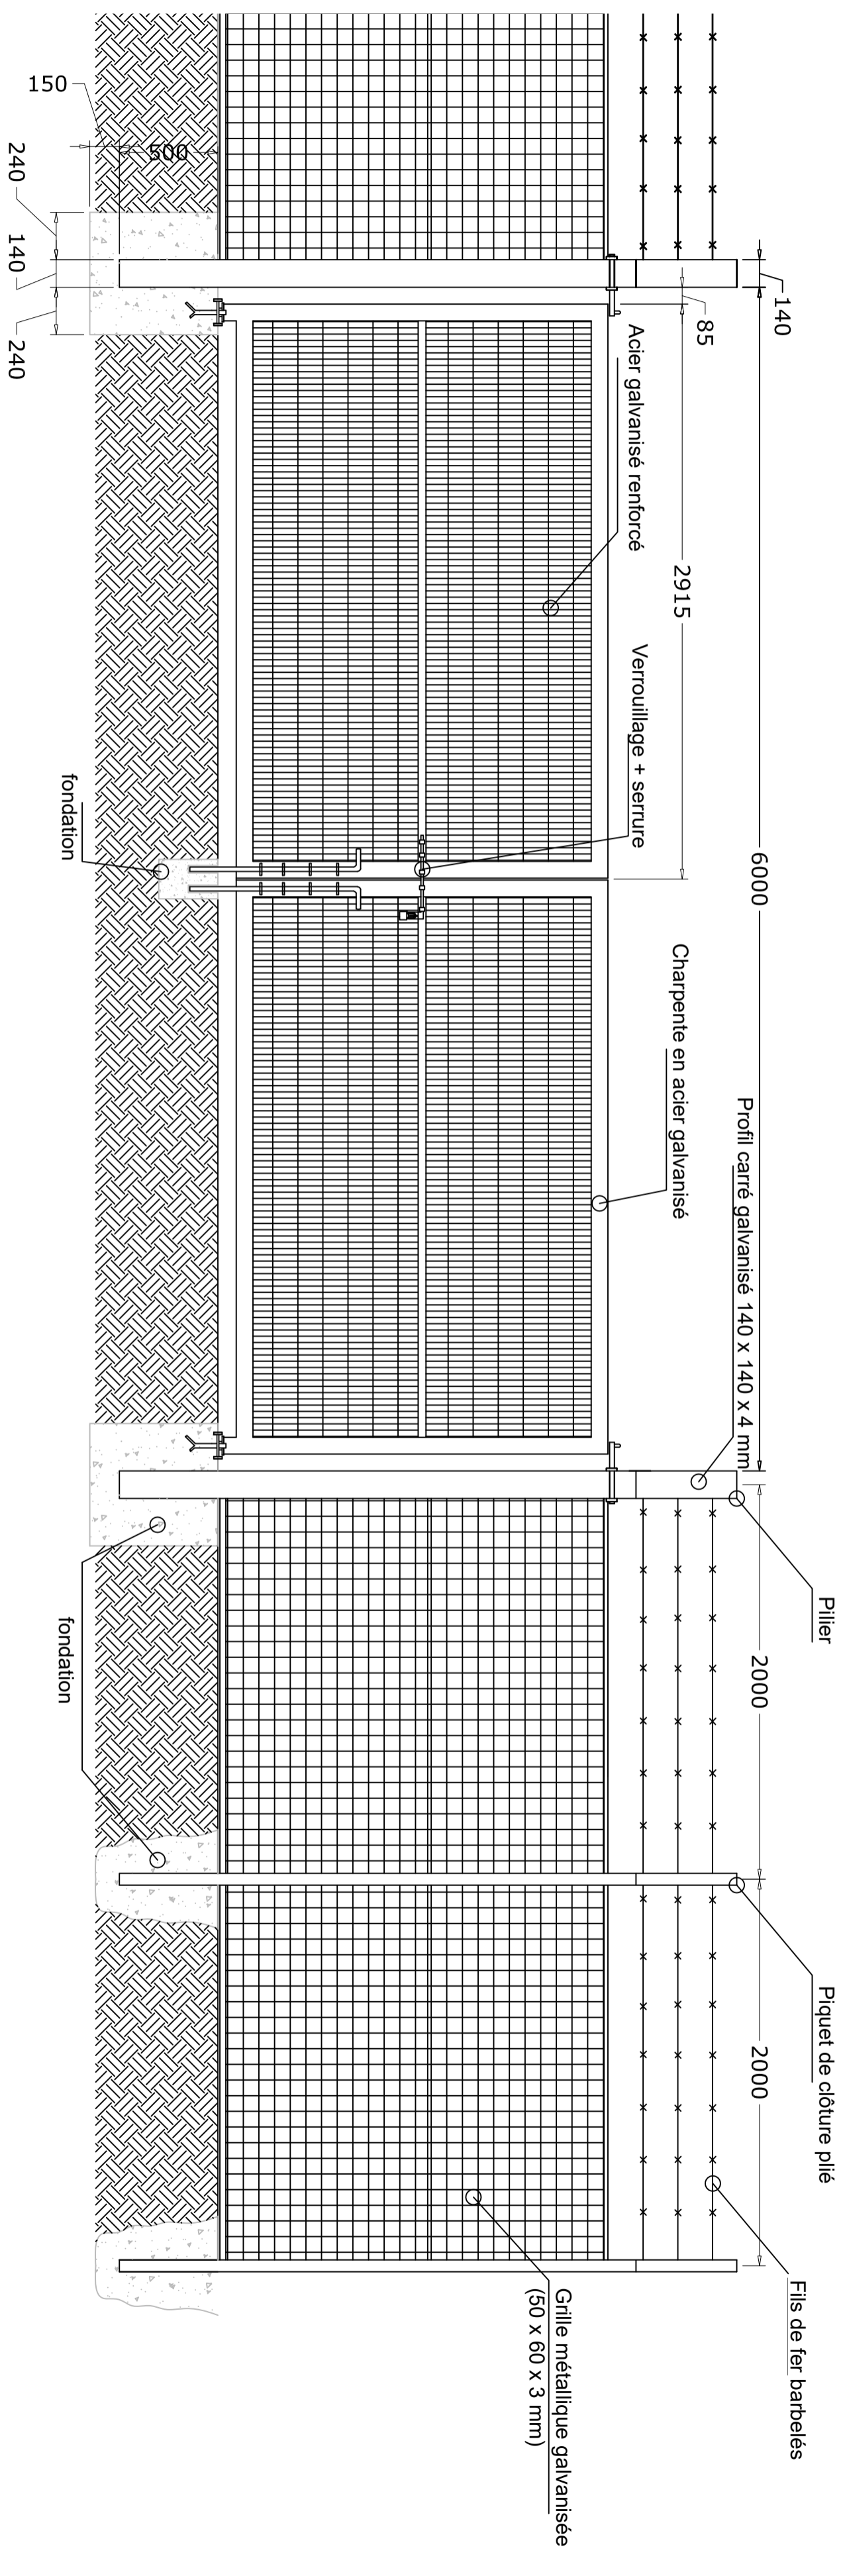 140
85
6000
2915
2000
2000
Acier galvanisé renforcé
Verrouillage + serrure
Charpente en acier galvanisé
Profil carré galvanisé 140 x 140 x 4 mm
Pilier
Piquet de clôture plié
Fils de fer barbelés
Grille métallique galvanisée
(50 x 60 x 3 mm)
500
150
240
140
240
fondation
fondation